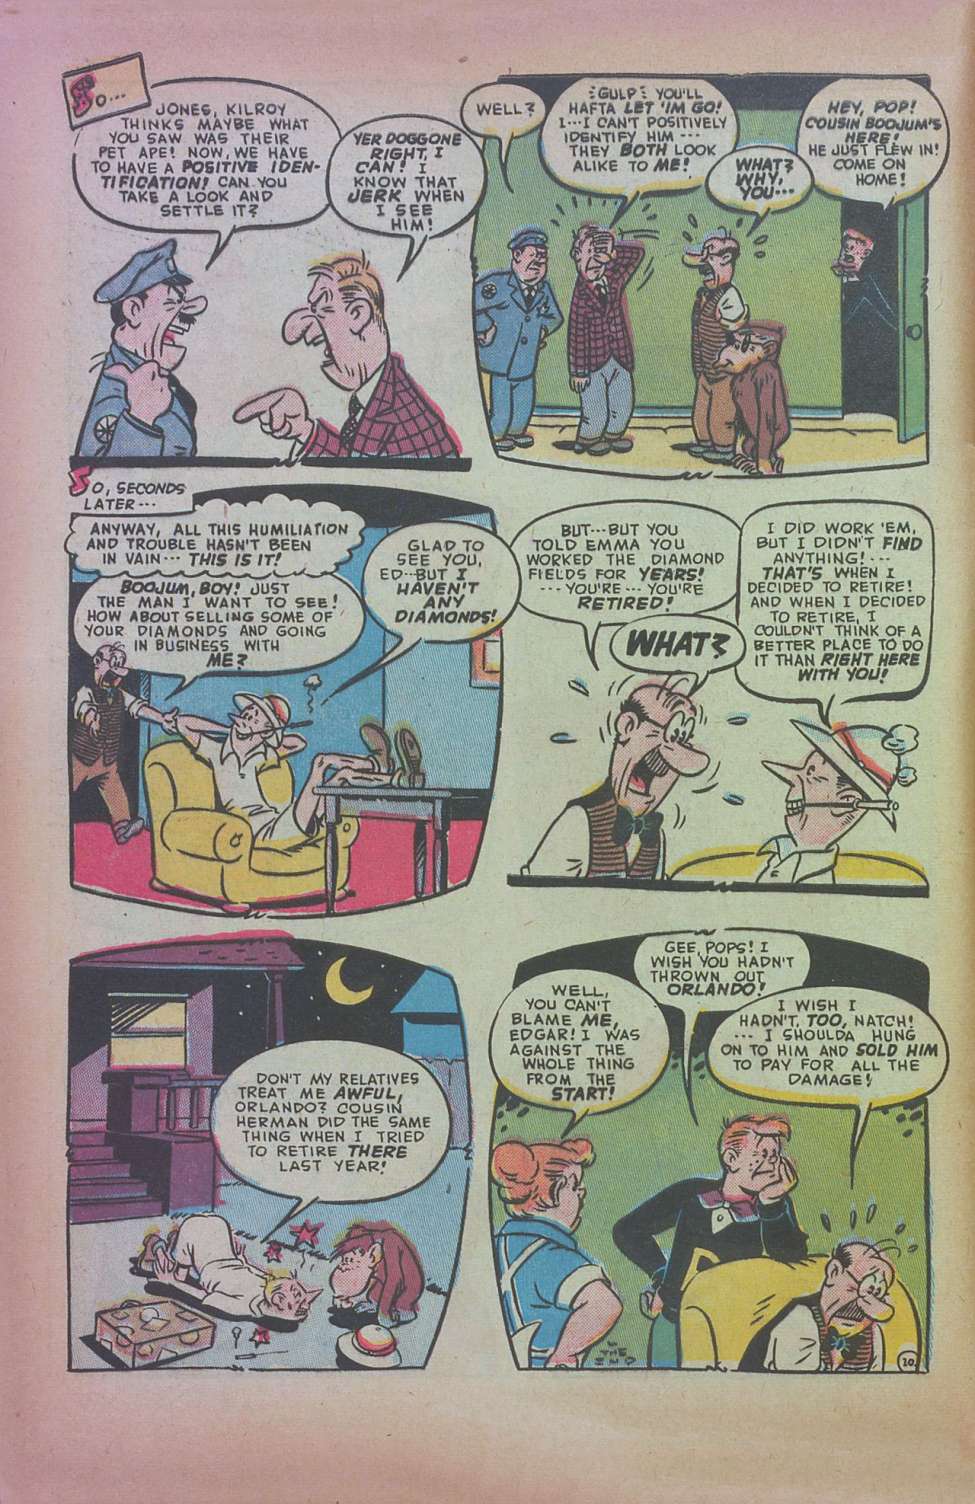 So...
JONES, KILROY
THINKS MAYBE WHAT
YOU SAW WAS THEIR
PET APE! NOW, WE HAVE
TO HAVE A POSITIVE IDEN-
TIFICATION! CAN YOU
TAKE A LOOK AND
SETTLE IT?
YER DOGGONE
RIGHT, I
CAN! I
KNOW THAT
JERK WHEN
I SEE
HIM!
WELL?
GULP! YOU'LL
HAFTA LET 'IM GO!
I...I CAN'T POSITIVELY
IDENTIFY HIM ---
THEY BOTH LOOK
ALIKE TO ME!
WHAT?
WHY,
YOU...
HEY, POP!
COUSIN BOOJUM'S
HERE!
HE JUST FLEW IN!
COME ON
HOME!
SO, SECONDS
LATER---
ANYWAY, ALL THIS HUMILIATION
AND TROUBLE HASN'T BEEN
IN VAIN... THIS IS IT!
BOOJUM, BOY! JUST
THE MAN I WANT TO SEE!
HOW ABOUT SELLING SOME OF
YOUR DIAMONDS AND GOING
IN BUSINESS WITH
ME?
GLAD TO
SEE YOU,
ED---BUT I
HAVEN'T
ANY
DIAMONDS!
BUT---BUT YOU
TOLD EMMA YOU
WORKED THE DIAMOND
FIELDS FOR YEARS!
---YOU'RE---YOU'RE
RETIRED!
WHAT?
I DID WORK 'EM,
BUT I DIDN'T FIND
ANYTHING!---
THAT'S WHEN I
DECIDED TO RETIRE!
AND WHEN I DECIDED
TO RETIRE, I
COULDN'T THINK OF A
BETTER PLACE TO DO
IT THAN RIGHT HERE
WITH YOU!
DON'T MY RELATIVES
TREAT ME AWFUL,
ORLANDO? COUSIN
HERMAN DID THE SAME
THING WHEN I TRIED
TO RETIRE THERE
LAST YEAR!
WELL,
YOU CAN'T
BLAME ME,
EDGAR! I WAS
AGAINST THE
WHOLE THING
FROM THE
START!
GEE, POPS! I
WISH YOU HADN'T
THROWN OUT
ORLANDO!
I WISH I
HADN'T, TOO, NATCH!
---I SHOULDA HUNG
ON TO HIM AND SOLD HIM
TO PAY FOR ALL THE
DAMAGE!
THE
END
10